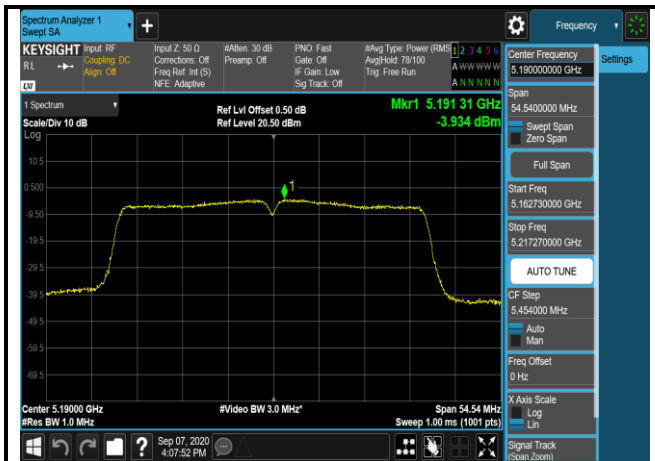 Spectrum Analyzer 1
Swept SA
+
Frequency
KEYSIGHT
RL
LXI
Input: RF
Coupling: DC
Align: Off
Input Z: 50 Ω
Corrections: Off
Freq Ref: Int (S)
NFE: Adaptive
#Atten: 30 dB
Preamp: Off
PNO: Fast
Gate: Off
IF Gain: Low
Sig Track: Off
#Avg Type: Power (RMS
Avg|Hold: 78/100
Trig: Free Run
1 2 3 4 5 6
A W W W W W
A N N N N N
1 Spectrum
Scale/Div 10 dB
Log
Ref Lvl Offset 0.50 dB
Ref Level 20.50 dBm
Mkr1 5.191 31 GHz
-3.934 dBm
1
10.5
0.500
-9.50
-19.5
-29.5
-39.5
-49.5
-59.5
-69.5
Center 5.19000 GHz
#Res BW 1.0 MHz
#Video BW 3.0 MHz*
Span 54.54 MHz
Sweep 1.00 ms (1001 pts)
?
Sep 07, 2020
4:07:52 PM
Center Frequency
5.190000000 GHz
Settings
Span
54.5400000 MHz
Swept Span
Zero Span
Full Span
Start Freq
5.162730000 GHz
Stop Freq
5.217270000 GHz
AUTO TUNE
CF Step
5.454000 MHz
Auto
Man
Freq Offset
0 Hz
X Axis Scale
Log
Lin
Signal Track
(Span Zoom)